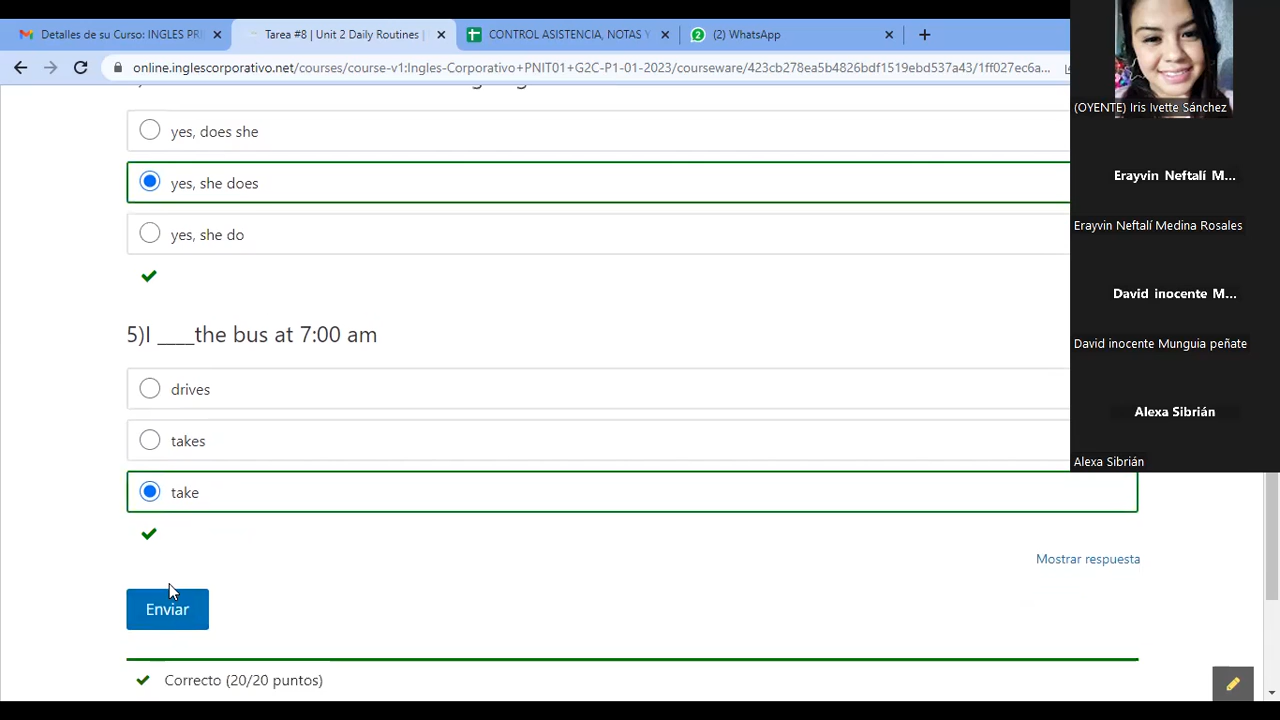 Detalles de su Curso: INGLES PRI
Tarea #8 | Unit 2 Daily Routines |
CONTROL ASISTENCIA, NOTAS Y
(2) WhatsApp
online.inglescorporativo.net/courses/course-v1:Ingles-Corporativo+PNIT01+G2C-P1-01-2023/courseware/423cb278ea5b4826bdf1519ebd537a43/1ff027ec6a...
(OYENTE) Iris Ivette Sánchez
yes, does she
Erayvin Neftalí M...
yes, she does
Erayvin Neftalí Medina Rosales
yes, she do
David inocente M...
5)I ___the bus at 7:00 am
David inocente Munguia peñate
drives
Alexa Sibrián
takes
Alexa Sibrián
take
Mostrar respuesta
Enviar
Correcto (20/20 puntos)